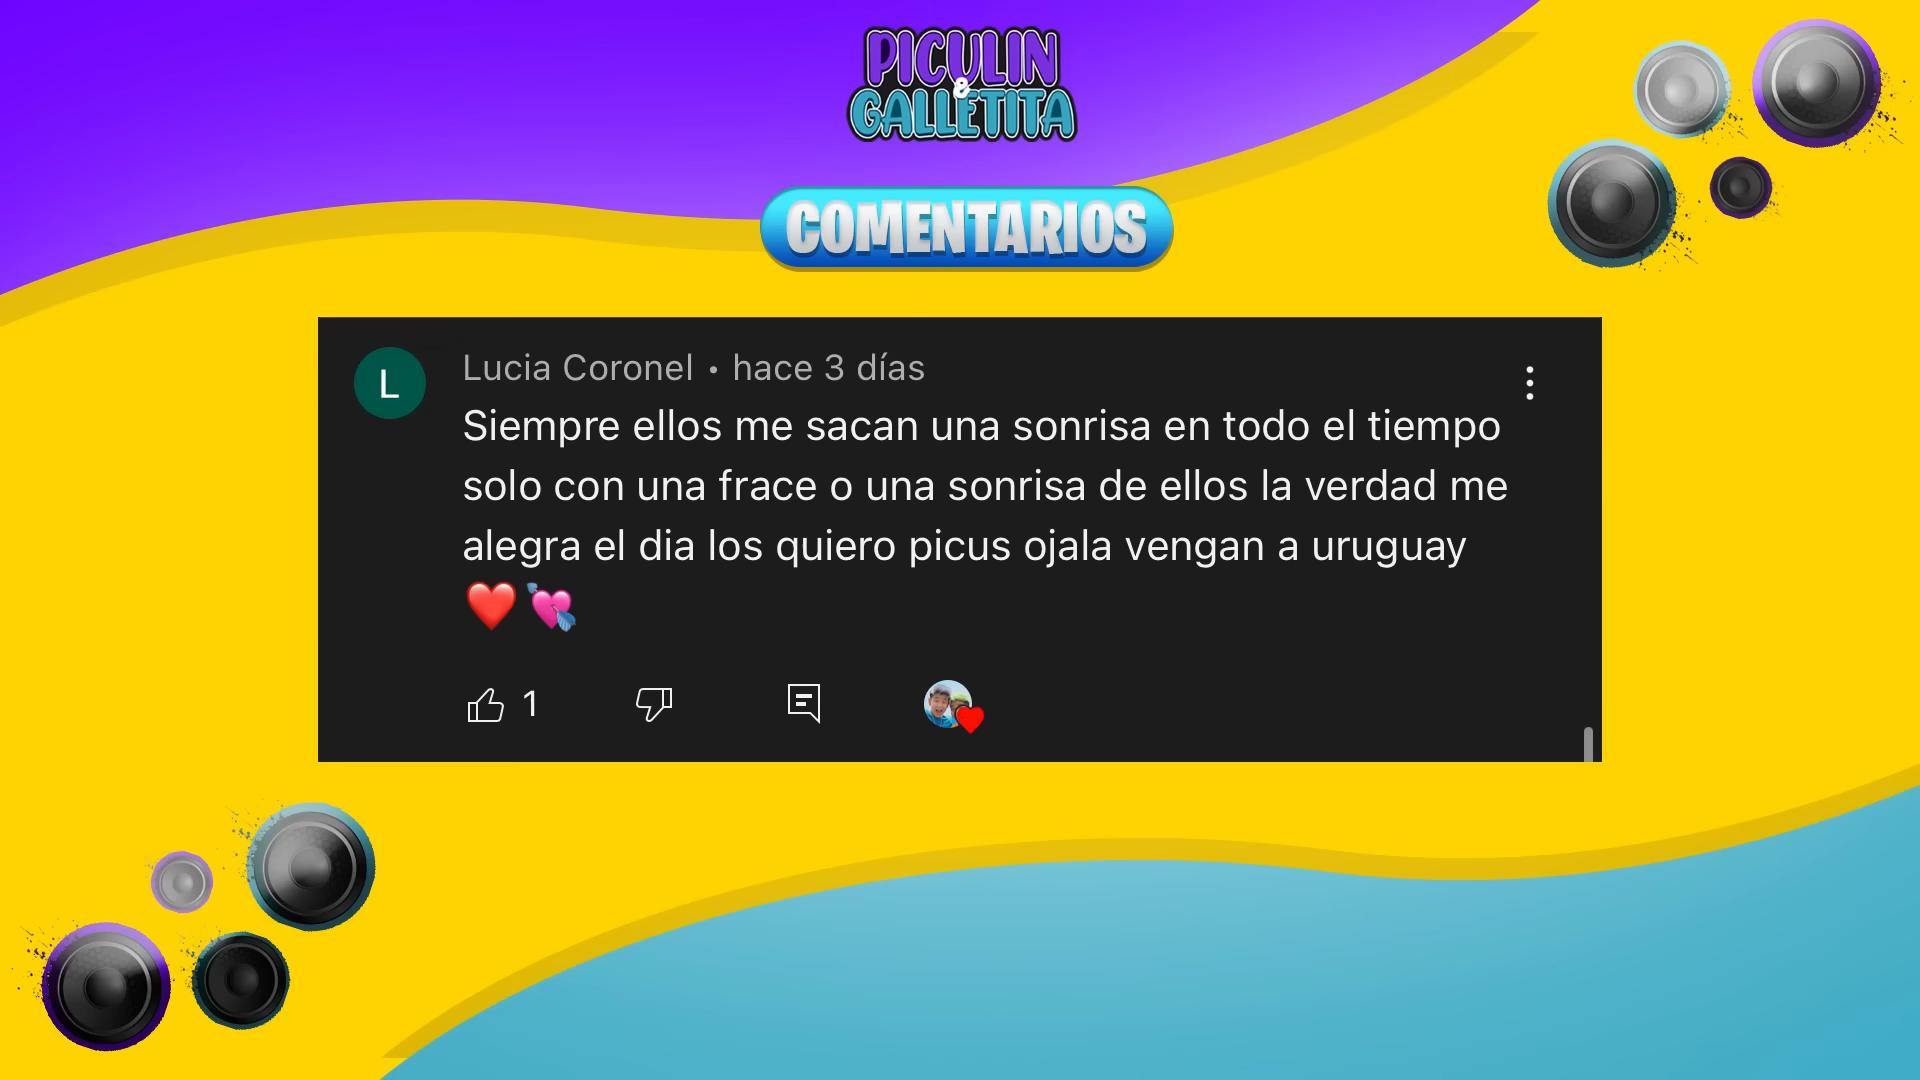 PICULIN
&
GALLETITA
COMENTARIOS
L
Lucia Coronel • hace 3 días
Siempre ellos me sacan una sonrisa en todo el tiempo
solo con una frace o una sonrisa de ellos la verdad me
alegra el dia los quiero picus ojala vengan a uruguay
❤️💘
1